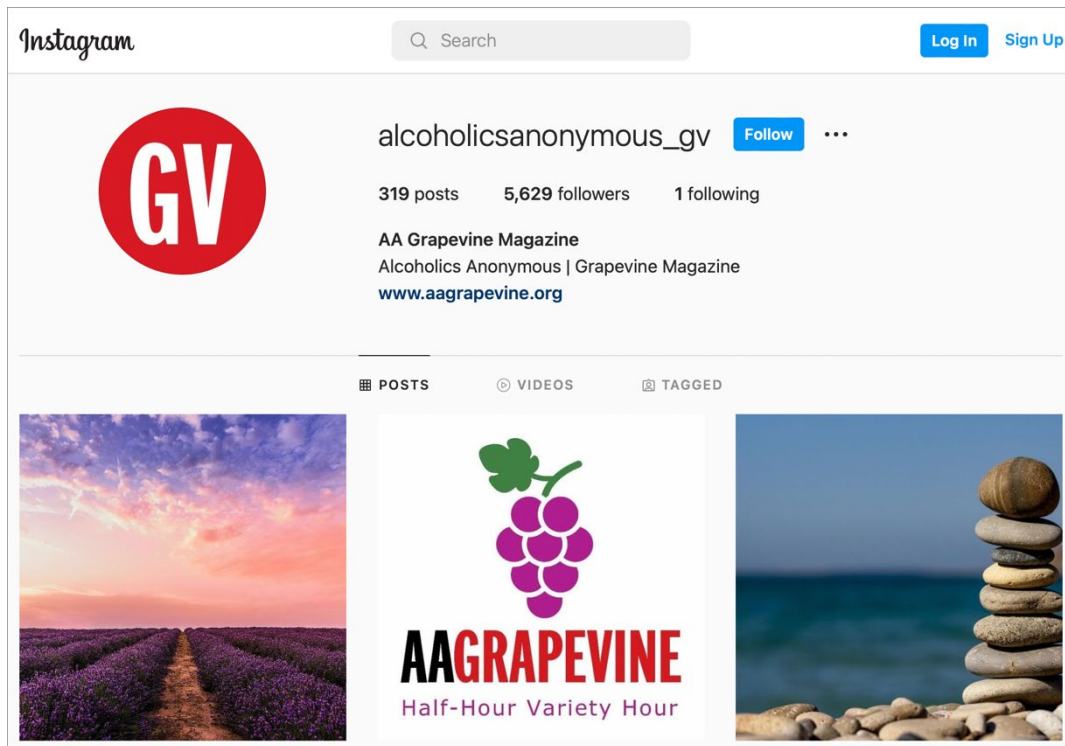 Instagram
Search
Log In
Sign Up
GV
alcoholicsanonymous_gv
Follow
319 posts 5,629 followers 1 following
AA Grapevine Magazine
Alcoholics Anonymous | Grapevine Magazine
www.aagrapevine.org
POSTS
VIDEOS
TAGGED
AAGRAPEVINE
Half-Hour Variety Hour